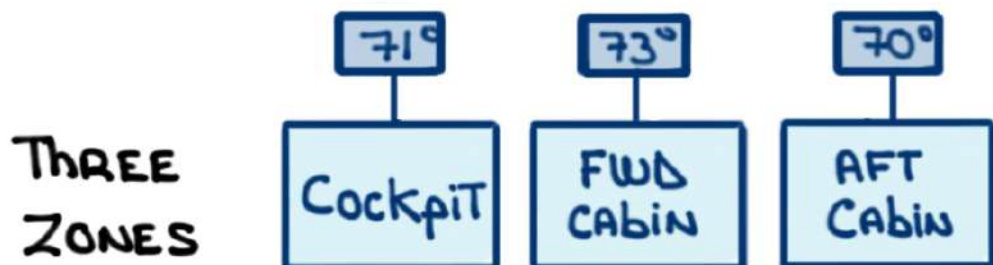 71° 73° 70°
ThREE
ZONES
CockpiT
FWD
CAbiN
AFT
CAbiN